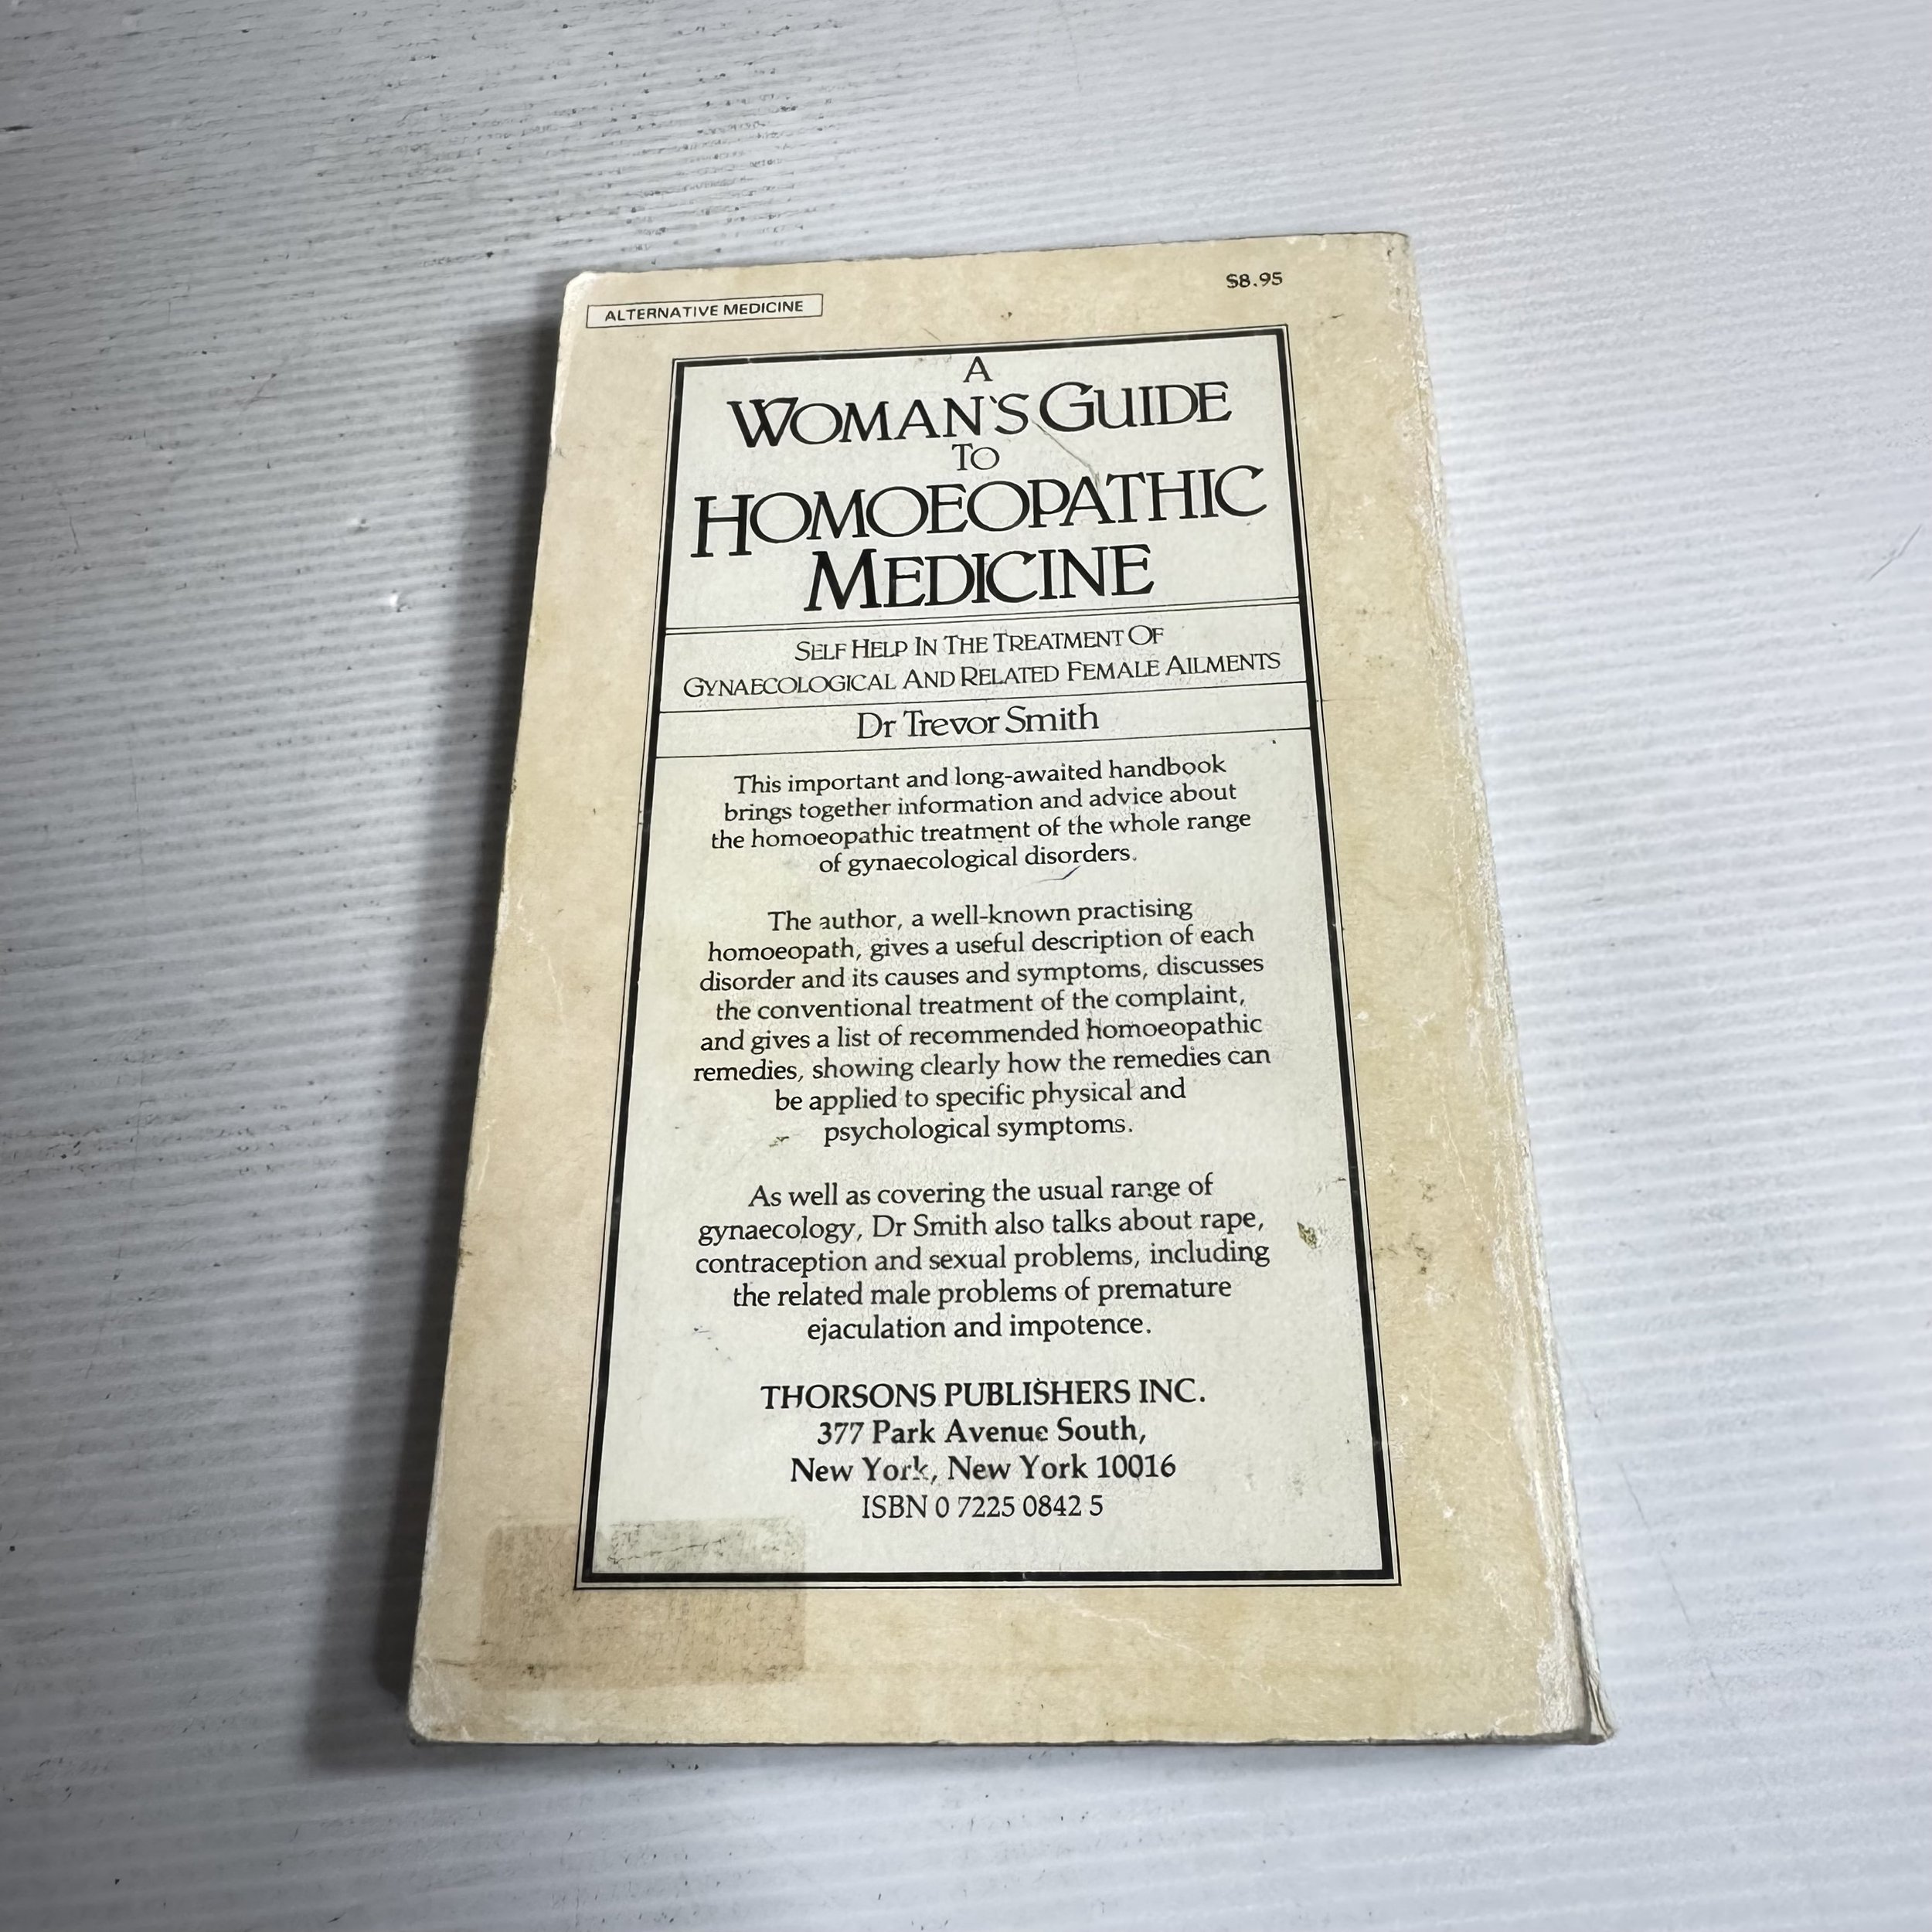 ALTERNATIVE MEDICINE
$8.95
A
WOMAN'S GUIDE
TO
HOMOEOPATHIC
MEDICINE
SELF HELP IN THE TREATMENT OF
GYNAECOLOGICAL AND RELATED FEMALE AILMENTS
Dr Trevor Smith
This important and long-awaited handbook
brings together information and advice about
the homoeopathic treatment of the whole range
of gynaecological disorders.
The author, a well-known practising
homoeopath, gives a useful description of each
disorder and its causes and symptoms, discusses
the conventional treatment of the complaint,
and gives a list of recommended homoeopathic
remedies, showing clearly how the remedies can
be applied to specific physical and
psychological symptoms.
As well as covering the usual range of
gynaecology, Dr Smith also talks about rape,
contraception and sexual problems, including
the related male problems of premature
ejaculation and impotence.
THORSONS PUBLISHERS INC.
377 Park Avenue South,
New York, New York 10016
ISBN 0 7225 0842 5